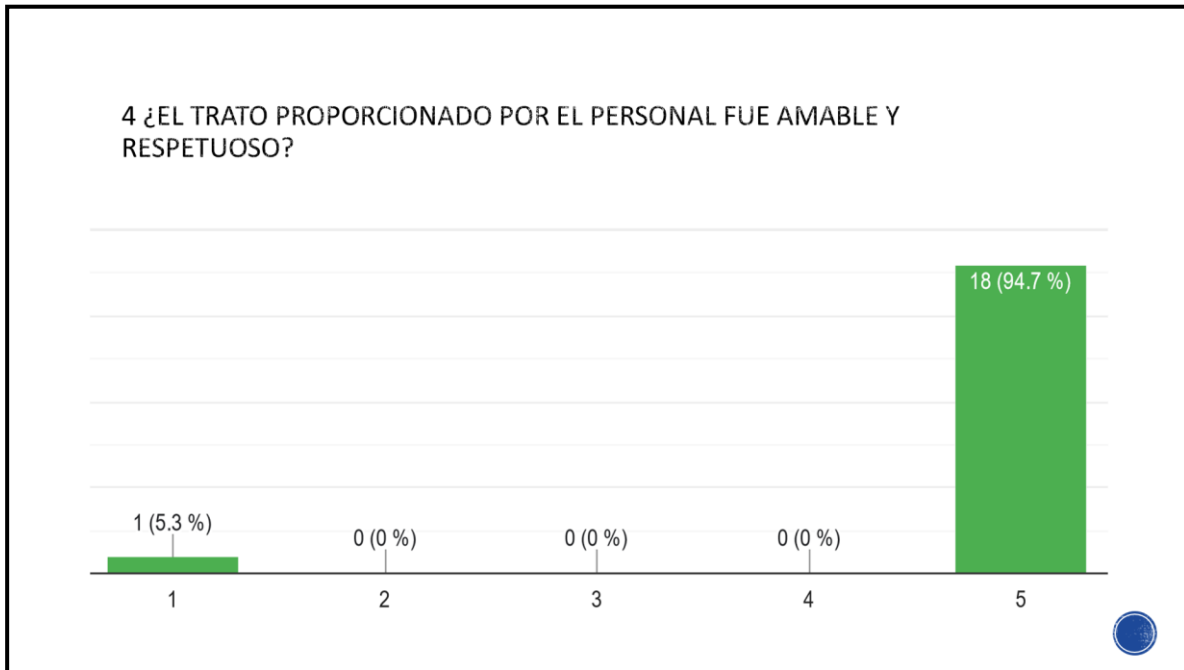 4 ¿EL TRATO PROPORCIONADO POR EL PERSONAL FUE AMABLE Y
RESPETUOSO?
18 (94.7 %)
1 (5.3 %)
0 (0 %)
0 (0 %)
0 (0 %)
1
2
3
4
5